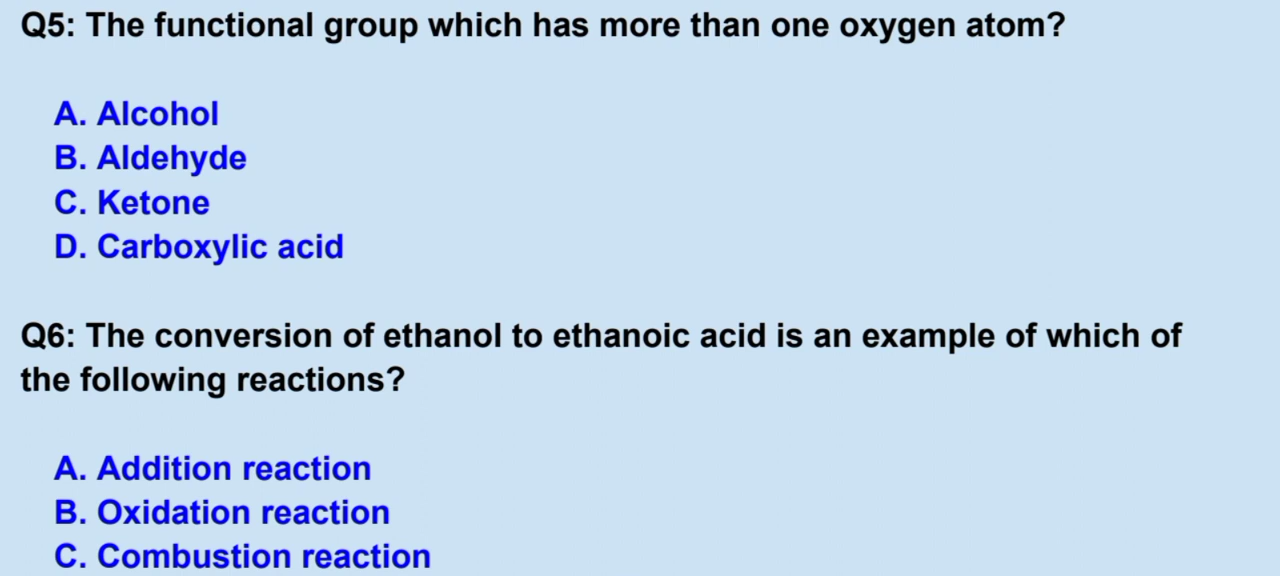 Q5: The functional group which has more than one oxygen atom?
A. Alcohol
B. Aldehyde
C. Ketone
D. Carboxylic acid
Q6: The conversion of ethanol to ethanoic acid is an example of which of
the following reactions?
A. Addition reaction
B. Oxidation reaction
C. Combustion reaction